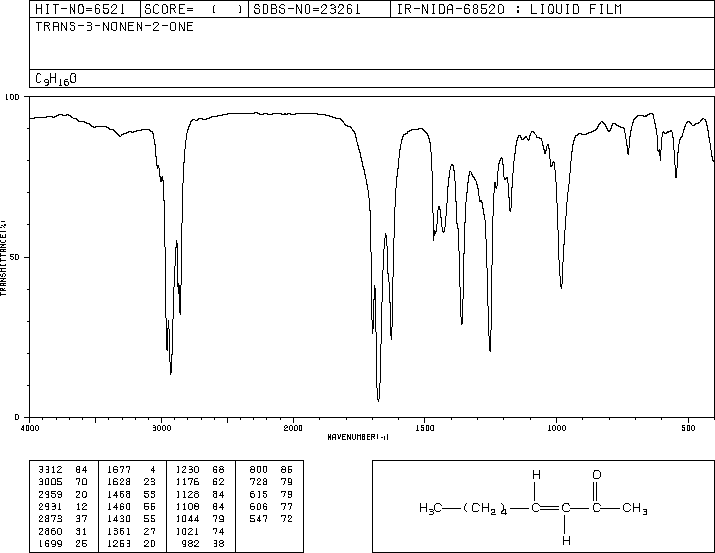 HIT-NO=6521 SCORE= ( ) SDBS-NO=23261 IR-NIDA-68520 : LIQUID FILM
TRANS-3-NONEN-2-ONE
C9H16O
100
50
0
TRANSMITTANCE(%)
4000 3000 2000 1500 1000 500
WAVENUMBER(-1)
3312 84 1677 4 1230 68 800 86
3005 70 1628 23 1176 62 728 79
2959 20 1468 53 1128 84 615 79
2931 12 1460 56 1108 84 606 77
2873 37 1430 55 1044 79 547 72
2860 31 1361 27 1021 74
1699 25 1253 20 982 38
H O
H3C—(CH2)4—C=C—C—CH3
H